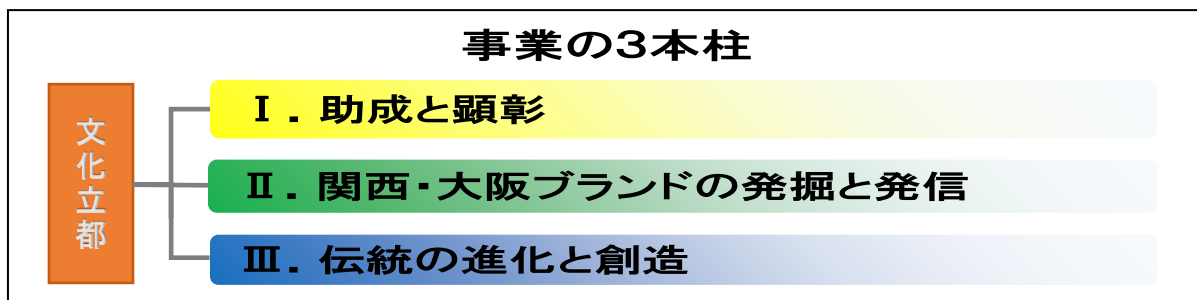 事業の3本柱
文化立都
Ⅰ．助成と顕彰
Ⅱ．関西・大阪ブランドの発掘と発信
Ⅲ．伝統の進化と創造